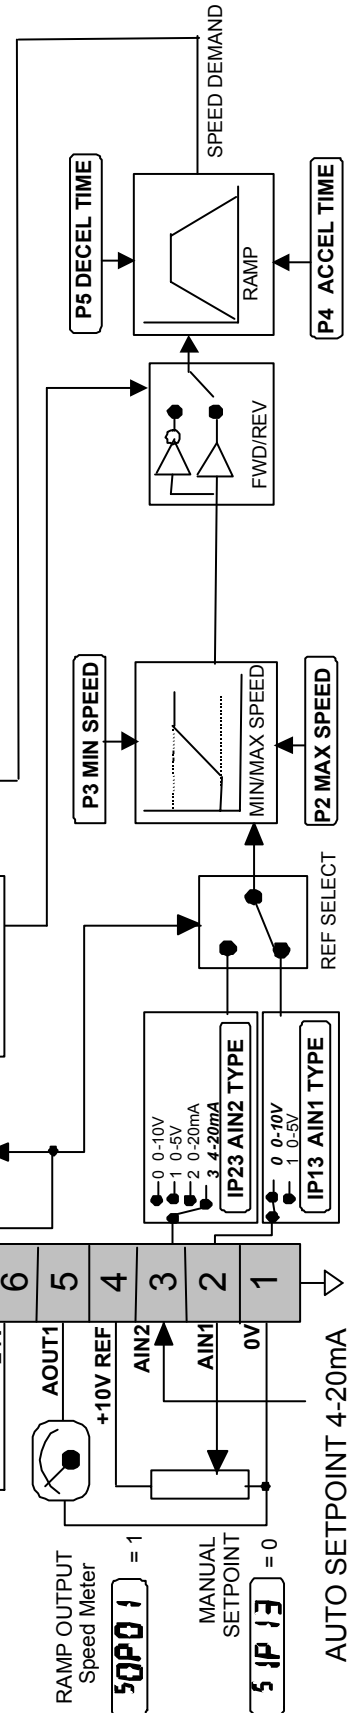 RAMP OUTPUT
Speed Meter
5OP01 = 1
MANUAL
SETPOINT
5IP13 = 0
AUTO SETPOINT 4-20mA
AOUT1
+10V REF
AIN2
AIN1
0V
6
5
4
3
2
1
0 0-10V
1 0-5V
2 0-20mA
3 4-20mA
IP23 AIN2 TYPE
0 0-10V
1 0-5V
IP13 AIN1 TYPE
REF SELECT
P3 MIN SPEED
MIN/MAX SPEED
P2 MAX SPEED
FWD/REV
P5 DECEL TIME
RAMP
P4 ACCEL TIME
SPEED DEMAND